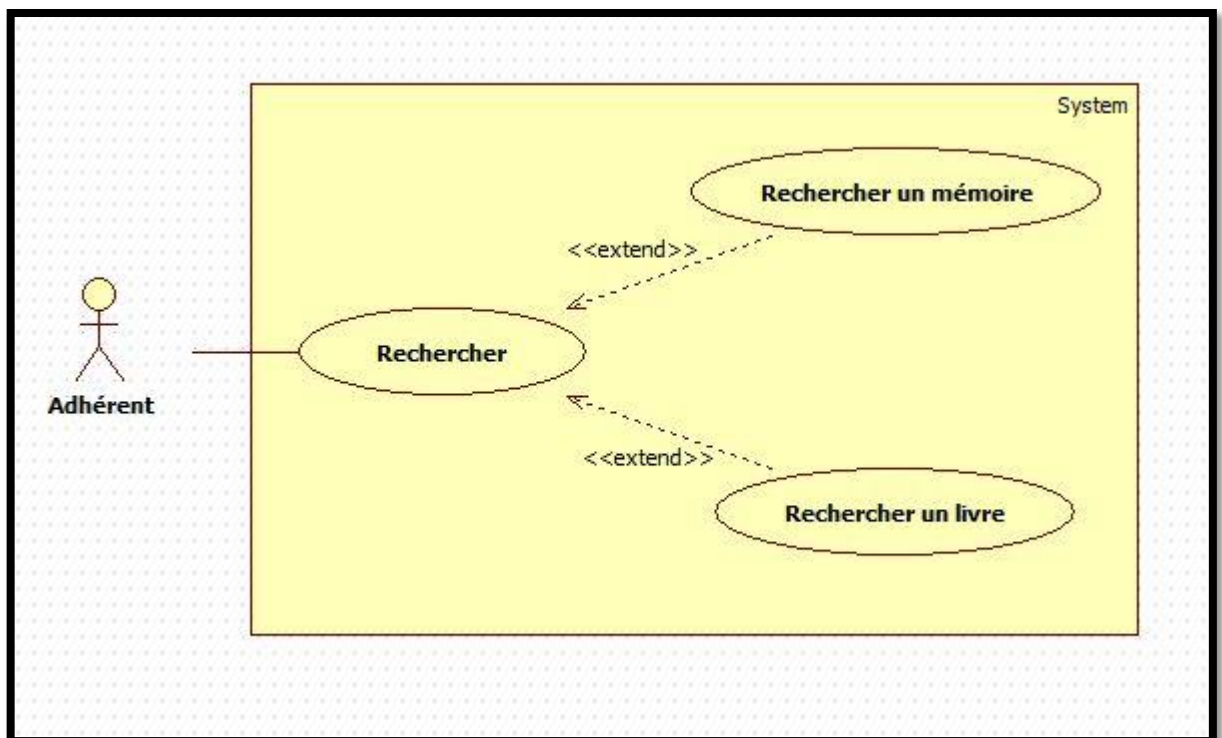 System
Rechercher un mémoire
<<extend>>
Rechercher
Adhérent
<<extend>>
Rechercher un livre